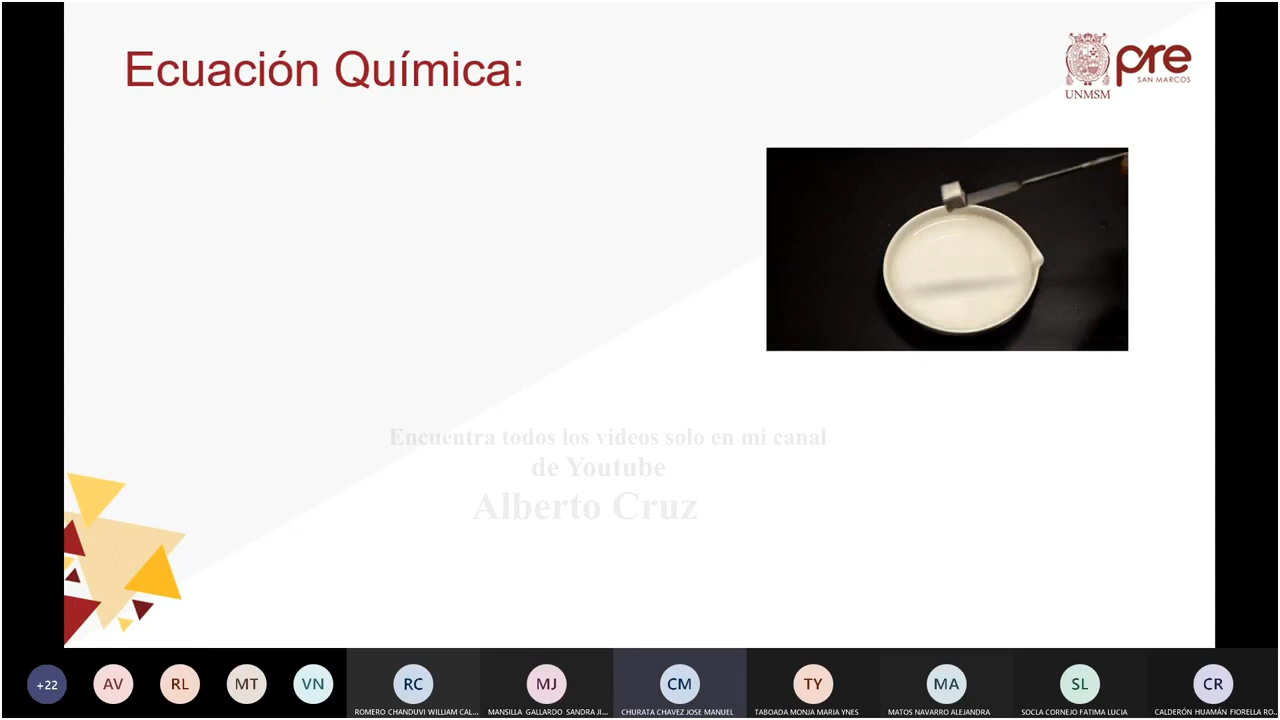 Ecuación Química:
pre
SAN MARCOS
UNMSM
Encuentra todos los videos solo en mi canal
de Youtube
Alberto Cruz
+22
AV
RL
MT
VN
RC
MJ
CM
TY
MA
SL
CR
ROMERO CHANDUVI WILLIAM CAL...
MANSILLA GALLARDO SANDRA JI...
CHURATA CHAVEZ JOSE MANUEL
TABOADA MONJA MARIA YNES
MATOS NAVARRO ALEJANDRA
SOCLA CORNEJO FATIMA LUCIA
CALDERÓN HUAMÁN FIORELLA RO...